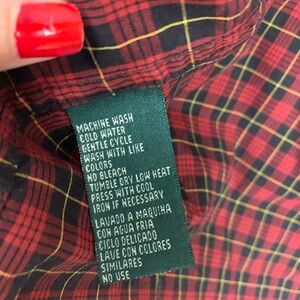 MACHINE WASH
COLD WATER
GENTLE CYCLE
WASH WITH LIKE
COLORS
NO BLEACH
TUMBLE DRY LOW HEAT
PRESS WITH COOL
IRON IF NECESSARY
LAVADO A MAQUINA
CON AGUA FRIA
CICLO DELICADO
LAVE CON COLORES
SIMILARES
NO USE